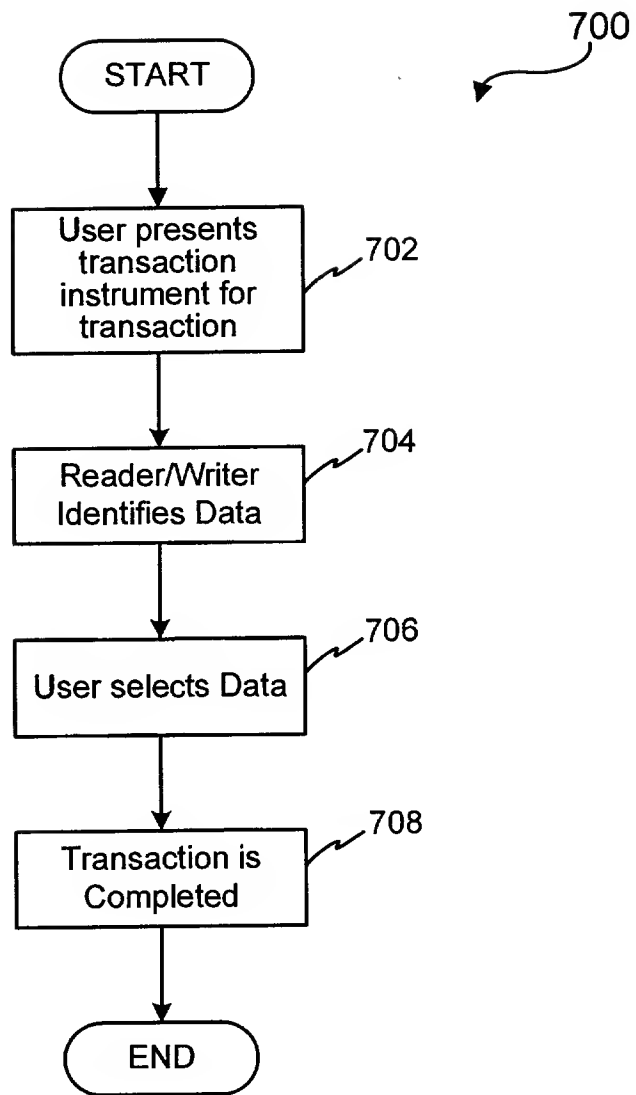 700
START
User presents
transaction
instrument for
transaction
702
704
Reader/Writer
Identifies Data
706
User selects Data
708
Transaction is
Completed
END